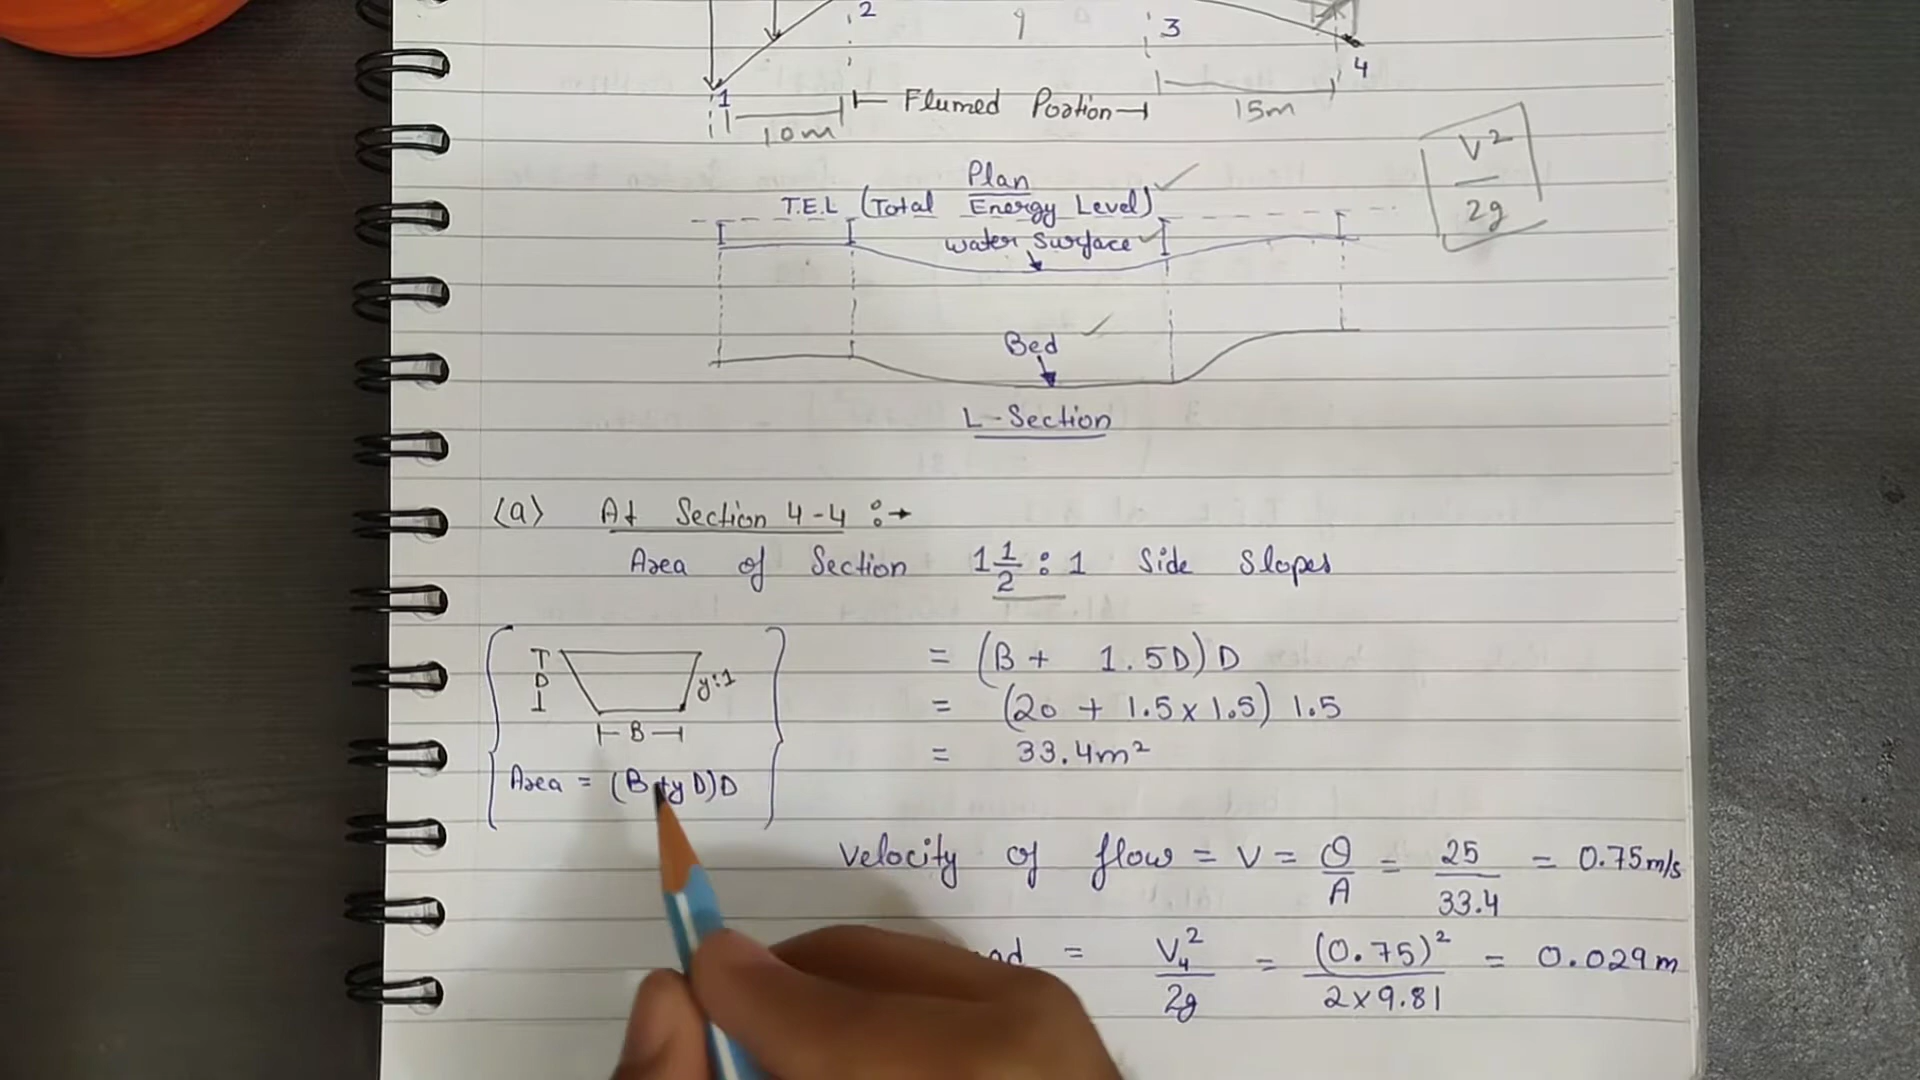 2
3
4
1
10m
Flumed Portion
15m
V²
2g
Plan
T.E.L (Total Energy Level)
water surface
Bed
L-Section
(a) At Section 4-4 :→
Area of Section 1 1/2 : 1 Side Slopes
= (B + 1.5D) D
D
y:1
= (20 + 1.5 x 1.5) 1.5
B
= 33.4m²
Area = (B+yD)D
Velocity of flow = V = Q/A = 25/33.4 = 0.75m/s
= V₄²/2g = (0.75)²/2x9.81 = 0.029m